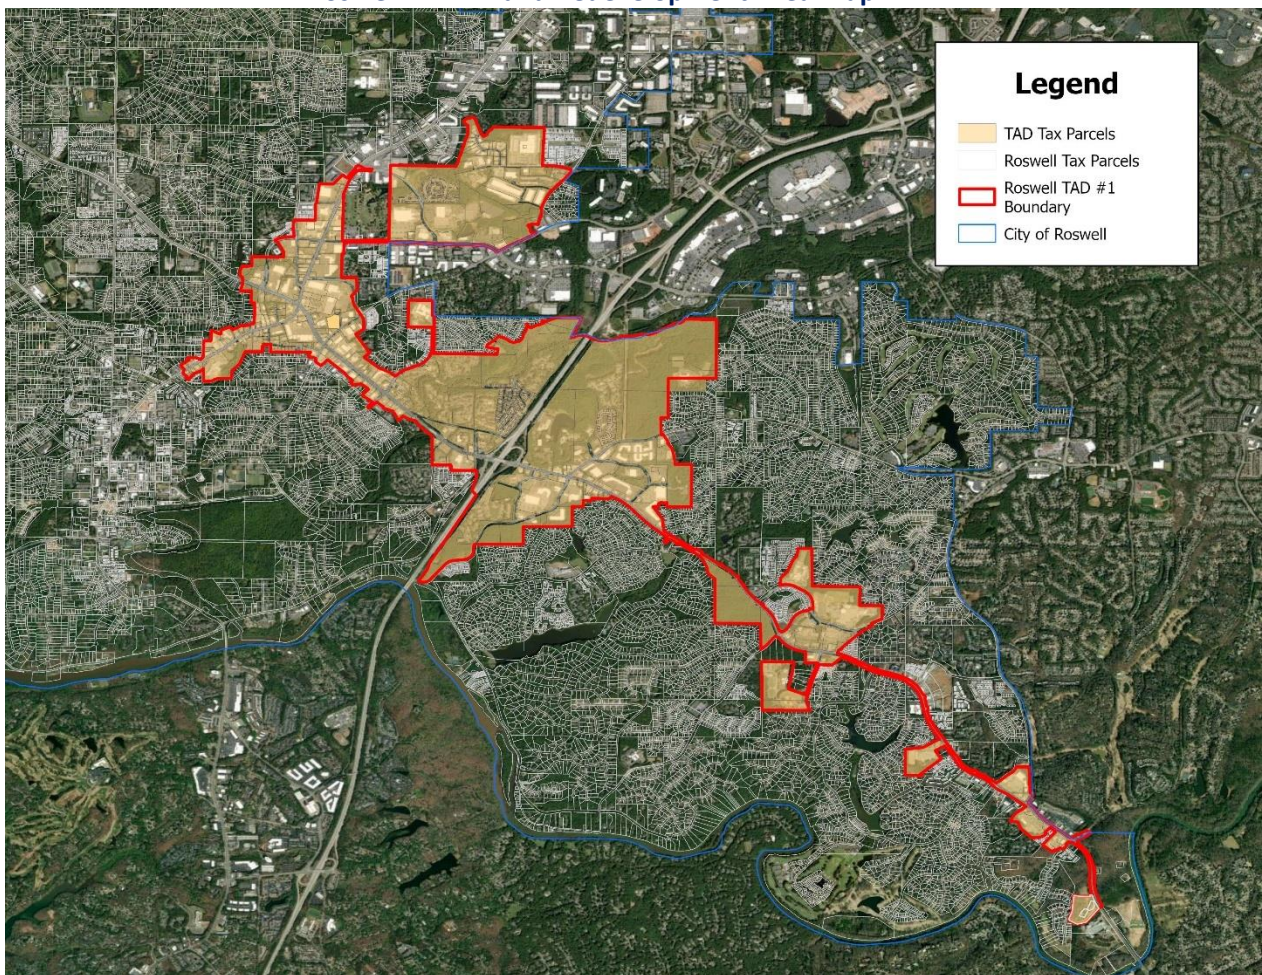 Legend
TAD Tax Parcels
Roswell Tax Parcels
Roswell TAD #1
Boundary
City of Roswell